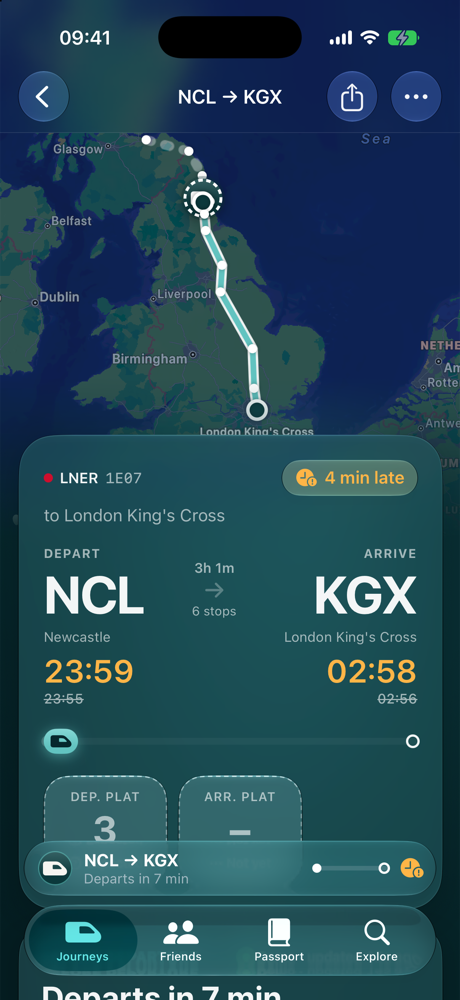 09:41
NCL → KGX
Sea
Glasgow
Belfast
Dublin
Liverpool
Birmingham
NETHE
Am
Rotte
Antwe
London King's Cross
LNER 1E07
4 min late
to London King's Cross
DEPART
ARRIVE
NCL
3h 1m
→
6 stops
KGX
Newcastle
London King's Cross
23:59
02:58
23:55
02:56
DEP. PLAT
ARR. PLAT
3
–
NCL → KGX
Departs in 7 min
Journeys
Friends
Passport
Explore
Departs in 7 min